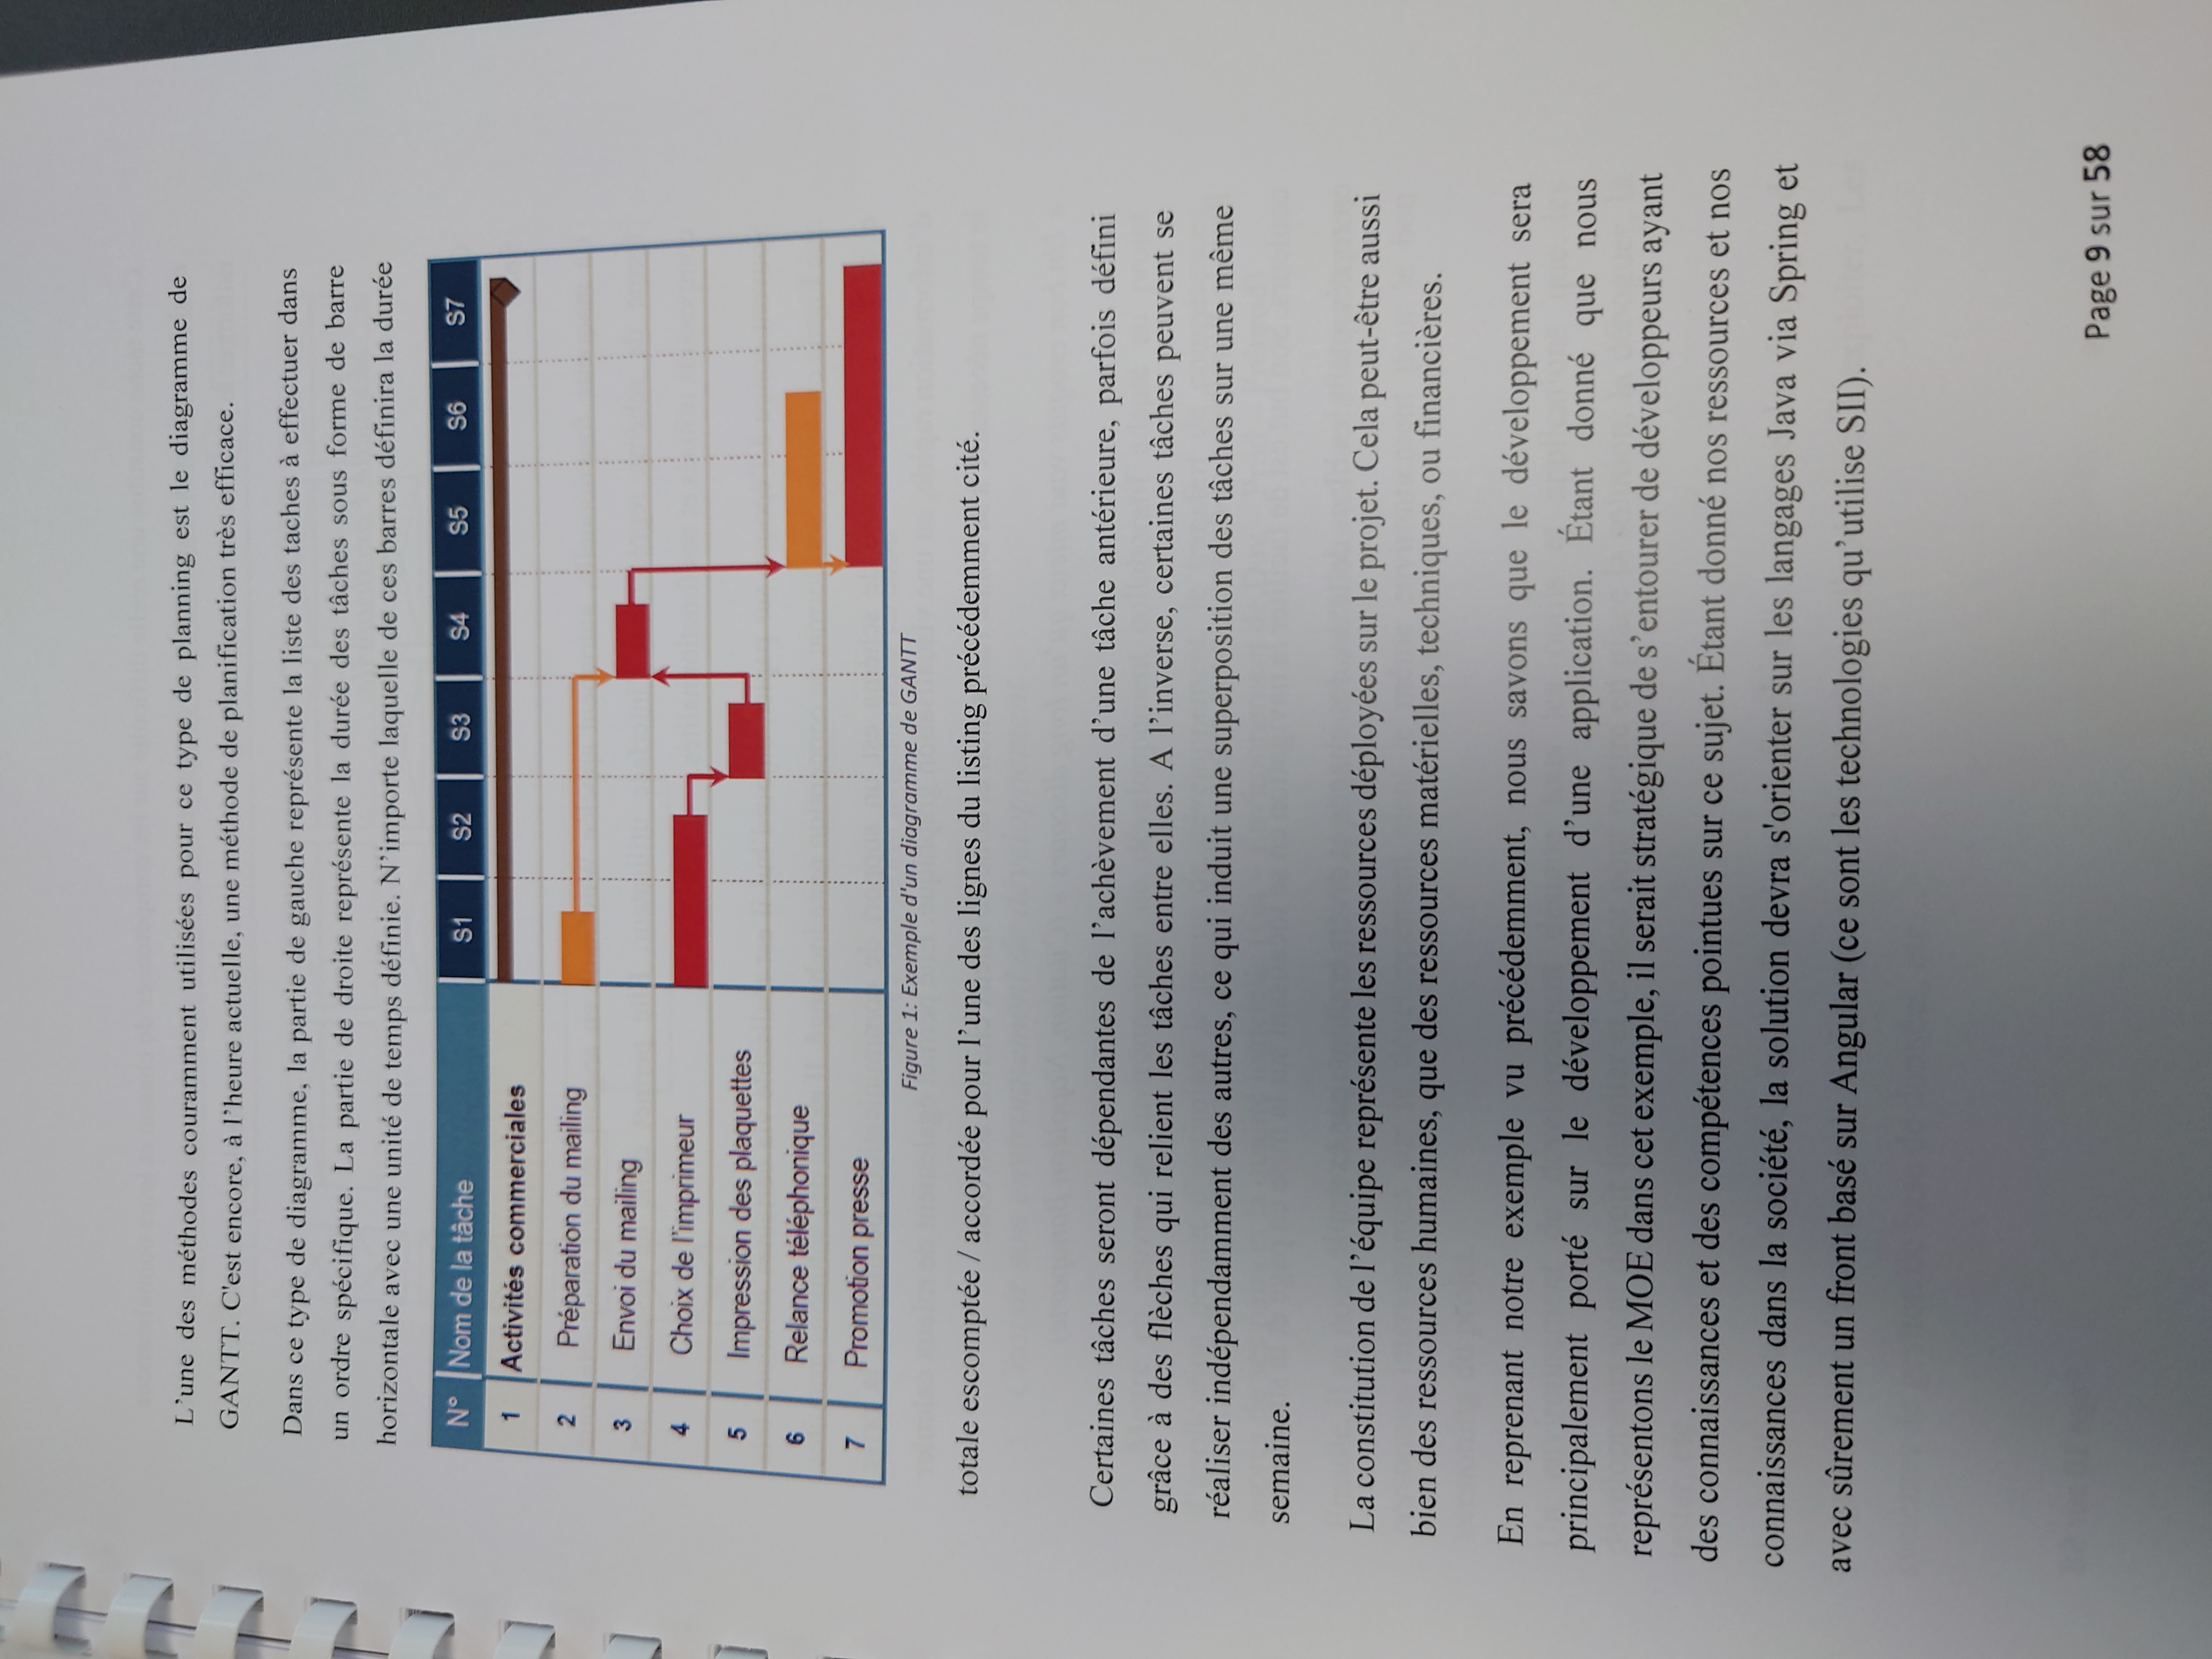 L'une des méthodes couramment utilisées pour ce type de planning est le diagramme de
GANTT. C'est encore, à l'heure actuelle, une méthode de planification très efficace.
Dans ce type de diagramme, la partie de gauche représente la liste des taches à effectuer dans
un ordre spécifique. La partie de droite représente la durée des tâches sous forme de barre
horizontale avec une unité de temps définie. N'importe laquelle de ces barres définira la durée
N° Nom de la tâche S1 S2 S3 S4 S5 S6 S7
1 Activités commerciales
2 Préparation du mailing
3 Envoi du mailing
4 Choix de l'imprimeur
5 Impression des plaquettes
6 Relance téléphonique
7 Promotion presse
Figure 1: Exemple d'un diagramme de GANTT
totale escomptée / accordée pour l'une des lignes du listing précédemment cité.
Certaines tâches seront dépendantes de l'achèvement d'une tâche antérieure, parfois défini
grâce à des flèches qui relient les tâches entre elles. A l'inverse, certaines tâches peuvent se
réaliser indépendamment des autres, ce qui induit une superposition des tâches sur une même
semaine.
La constitution de l'équipe représente les ressources déployées sur le projet. Cela peut-être aussi
bien des ressources humaines, que des ressources matérielles, techniques, ou financières.
En reprenant notre exemple vu précédemment, nous savons que le développement sera
principalement porté sur le développement d'une application. Étant donné que nous
représentons le MOE dans cet exemple, il serait stratégique de s'entourer de développeurs ayant
des connaissances et des compétences pointues sur ce sujet. Étant donné nos ressources et nos
connaissances dans la société, la solution devra s'orienter sur les langages Java via Spring et
avec sûrement un front basé sur Angular (ce sont les technologies qu'utilise SII).
Page 9 sur 58